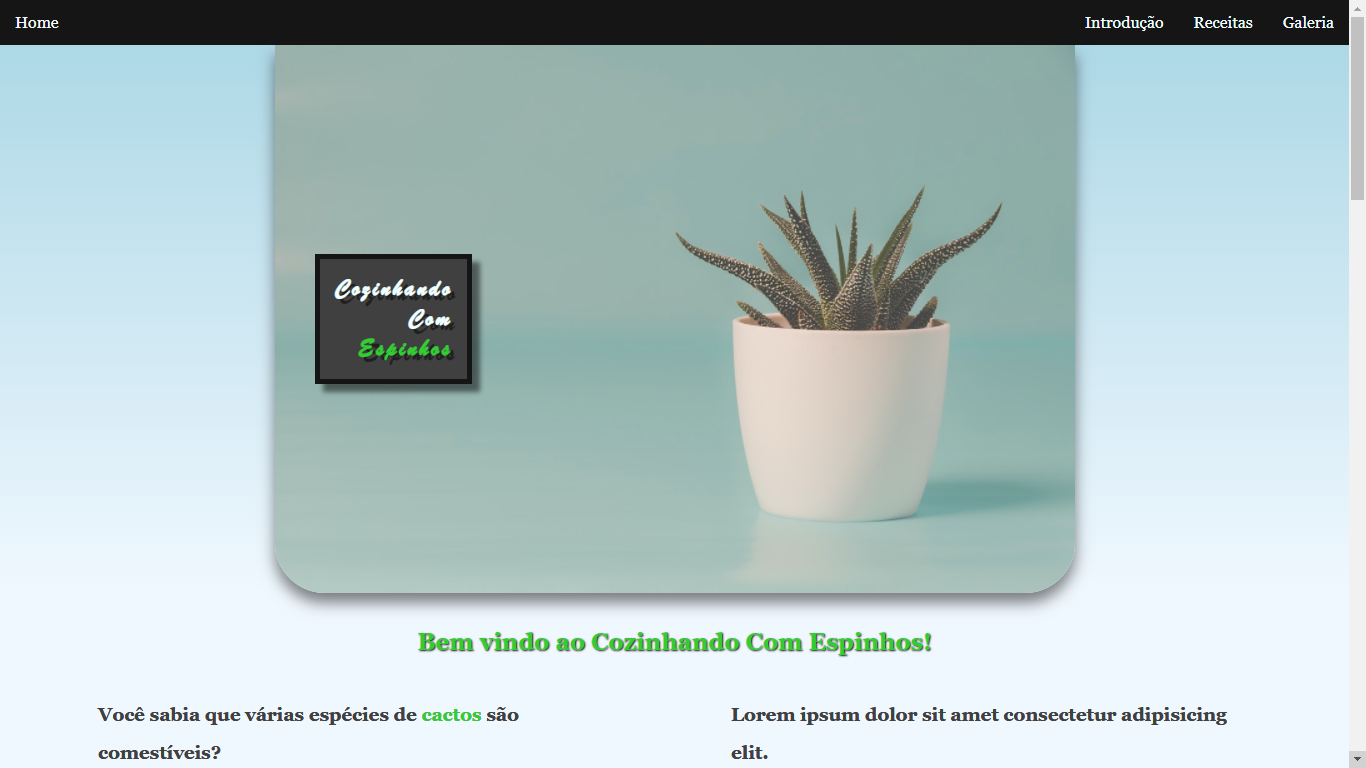 Home Introdução Receitas Galeria
Cozinhando
Com
Espinhos
Bem vindo ao Cozinhando Com Espinhos!
Você sabia que várias espécies de cactos são
comestíveis?
Lorem ipsum dolor sit amet consectetur adipisicing
elit.